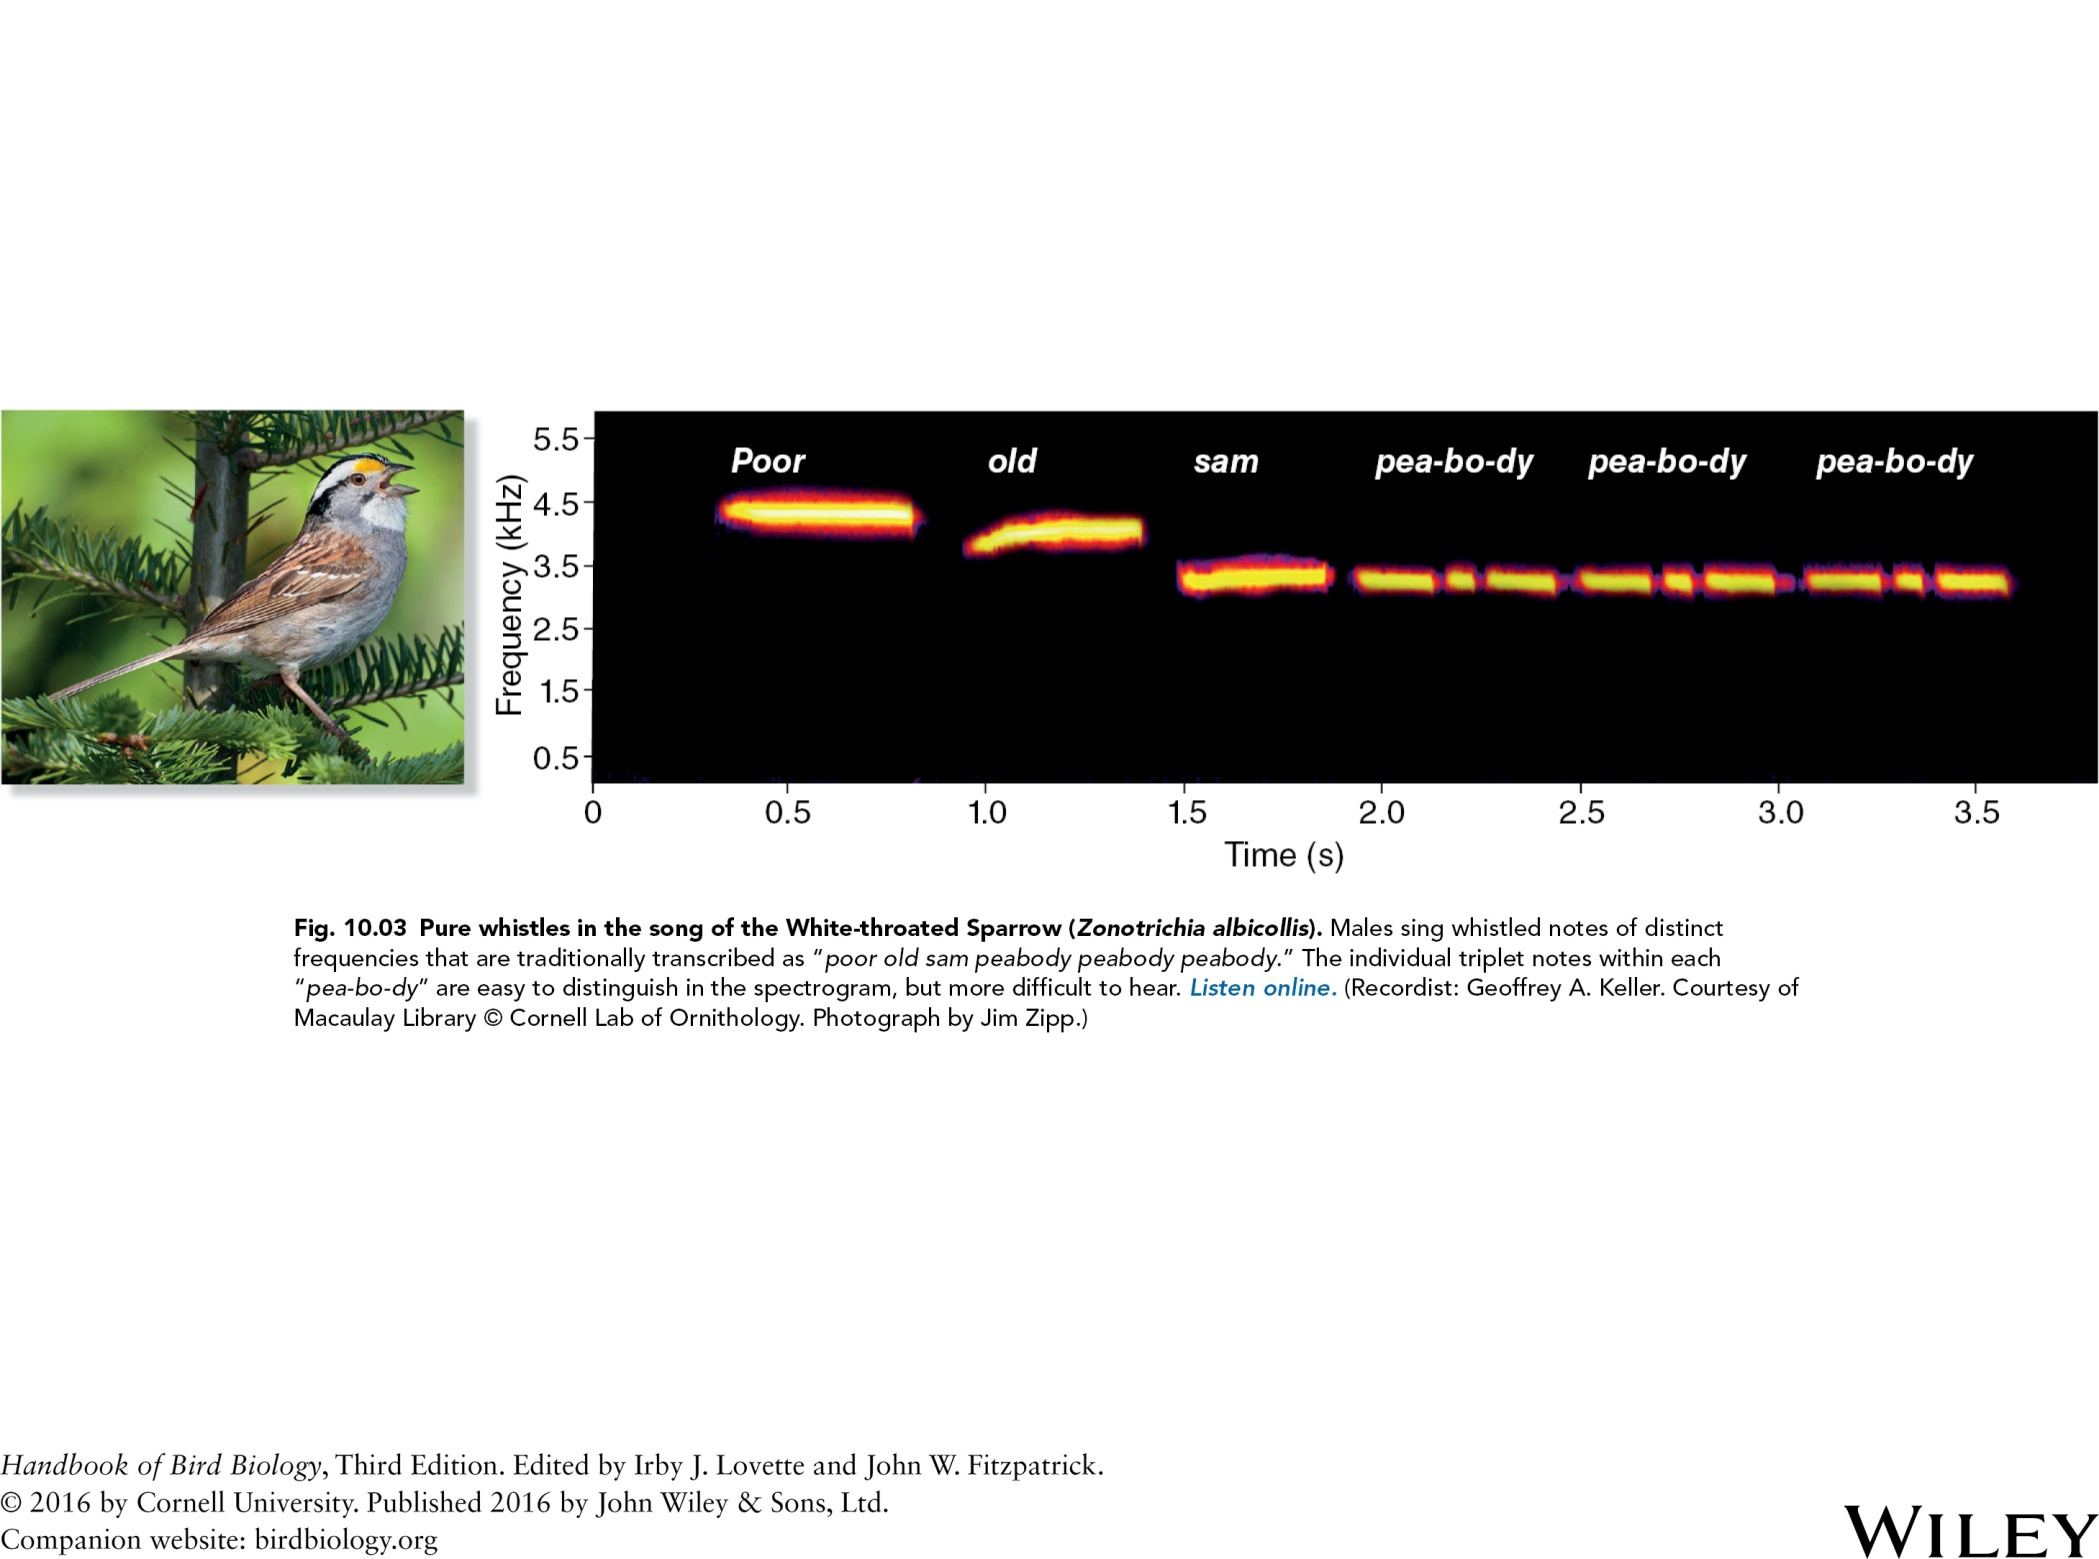 Poor old sam pea-bo-dy pea-bo-dy pea-bo-dy
Frequency (kHz)
5.5
4.5
3.5
2.5
1.5
0.5
0 0.5 1.0 1.5 2.0 2.5 3.0 3.5
Time (s)
Fig. 10.03 Pure whistles in the song of the White-throated Sparrow (Zonotrichia albicollis). Males sing whistled notes of distinct
frequencies that are traditionally transcribed as “poor old sam peabody peabody peabody.” The individual triplet notes within each
“pea-bo-dy” are easy to distinguish in the spectrogram, but more difficult to hear. Listen online. (Recordist: Geoffrey A. Keller. Courtesy of
Macaulay Library © Cornell Lab of Ornithology. Photograph by Jim Zipp.)
Handbook of Bird Biology, Third Edition. Edited by Irby J. Lovette and John W. Fitzpatrick.
© 2016 by Cornell University. Published 2016 by John Wiley & Sons, Ltd.
Companion website: birdbiology.org
WILEY